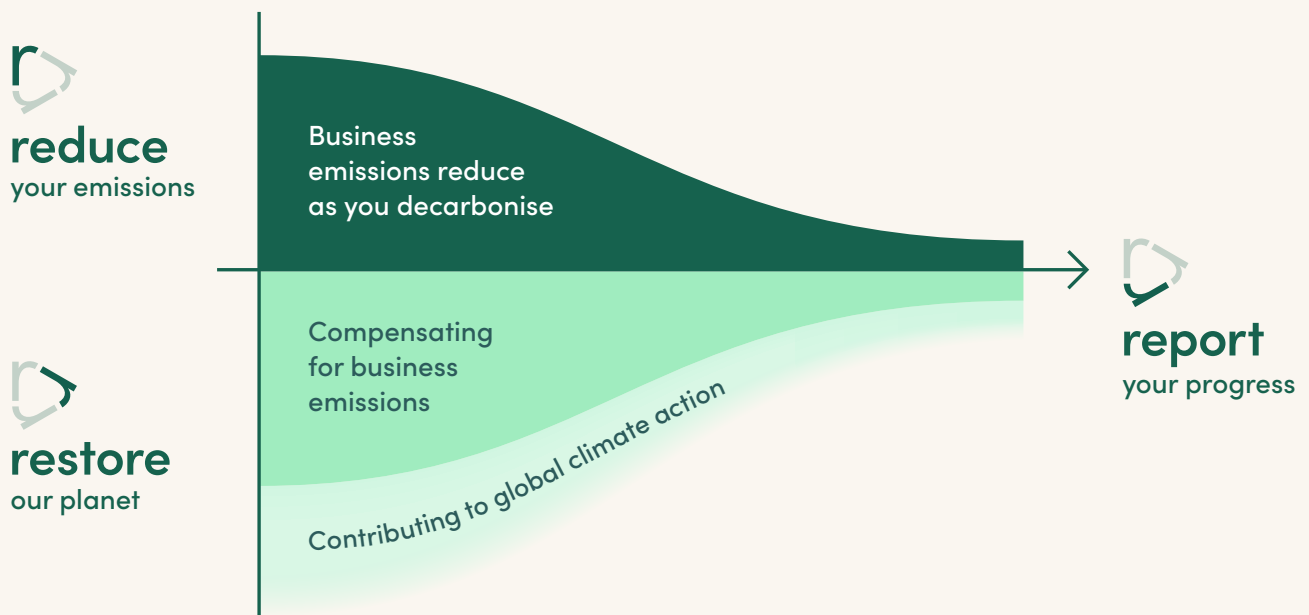 reduce
your emissions
Business
emissions reduce
as you decarbonise
Compensating
for business
emissions
Contributing to global climate action
restore
our planet
report
your progress